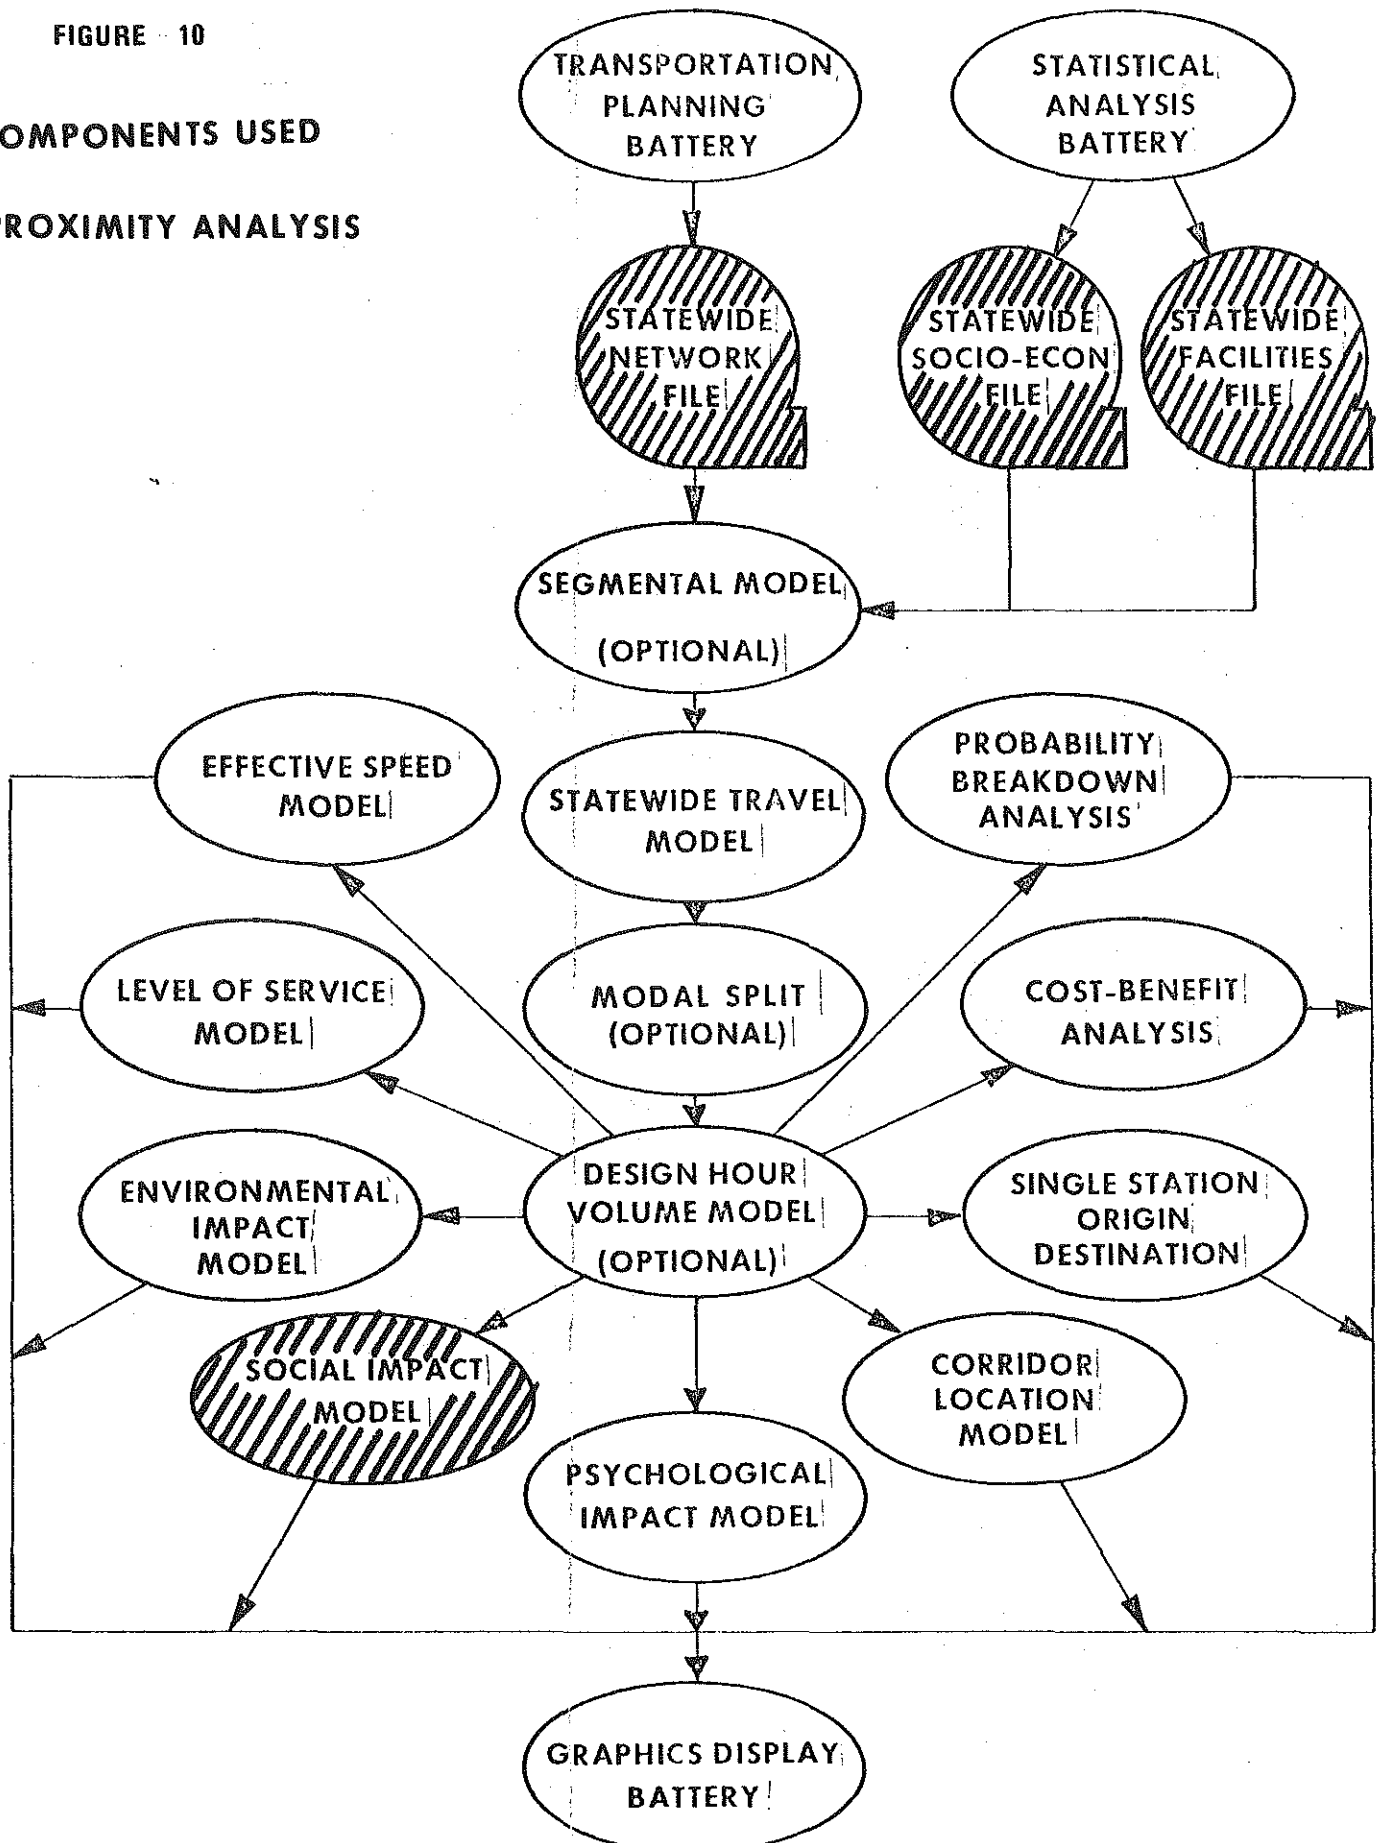 FIGURE 10
OMPONENTS USED
PROXIMITY ANALYSIS
TRANSPORTATION
PLANNING
BATTERY
STATISTICAL
ANALYSIS
BATTERY
STATEWIDE
NETWORK
FILE
STATEWIDE
SOCIO-ECON
FILE
STATEWIDE
FACILITIES
FILE
SEGMENTAL MODEL
(OPTIONAL)
EFFECTIVE SPEED
MODEL
STATEWIDE TRAVEL
MODEL
PROBABILITY
BREAKDOWN
ANALYSIS
LEVEL OF SERVICE
MODEL
MODAL SPLIT
(OPTIONAL)
COST-BENEFIT
ANALYSIS
ENVIRONMENTAL
IMPACT
MODEL
DESIGN HOUR
VOLUME MODEL
(OPTIONAL)
SINGLE STATION
ORIGIN
DESTINATION
SOCIAL IMPACT
MODEL
PSYCHOLOGICAL
IMPACT MODEL
CORRIDOR
LOCATION
MODEL
GRAPHICS DISPLAY
BATTERY